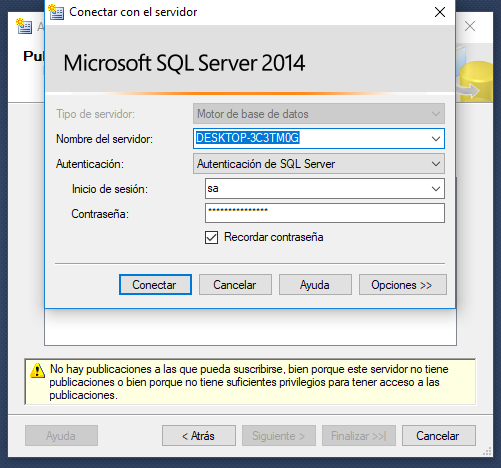 Conectar con el servidor
Microsoft SQL Server 2014
Tipo de servidor:
Motor de base de datos
Nombre del servidor:
DESKTOP-3C3TM0G
Autenticación:
Autenticación de SQL Server
Inicio de sesión:
sa
Contraseña:
***************
Recordar contraseña
Conectar
Cancelar
Ayuda
Opciones >>
No hay publicaciones a las que pueda suscribirse, bien porque este servidor no tiene
publicaciones o bien porque no tiene suficientes privilegios para tener acceso a las
publicaciones.
Ayuda
< Atrás
Siguiente >
Finalizar >>|
Cancelar